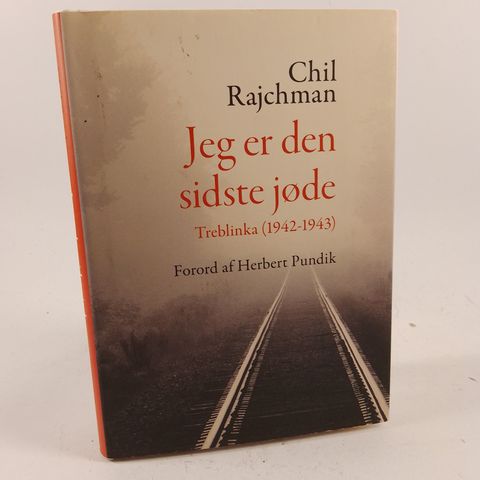 Chil
Rajchman
Jeg er den
sidste jøde
Treblinka (1942-1943)
Forord af Herbert Pundik